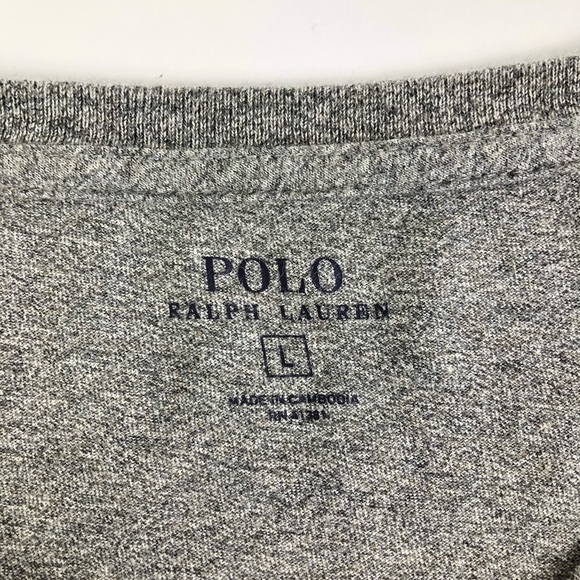 POLO
RALPH LAUREN
L
MADE IN CAMBODIA
RN 41381